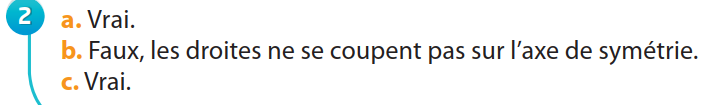 2 a. Vrai.
b. Faux, les droites ne se coupent pas sur l’axe de symétrie.
c. Vrai.